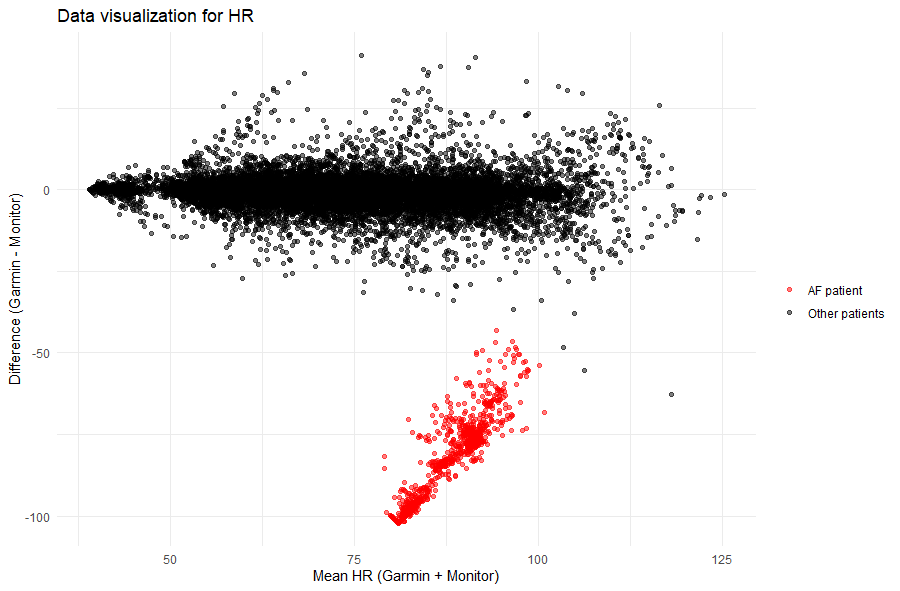 Data visualization for HR
Difference (Garmin - Monitor)
0
-50
-100
50
75
100
125
Mean HR (Garmin + Monitor)
AF patient
Other patients